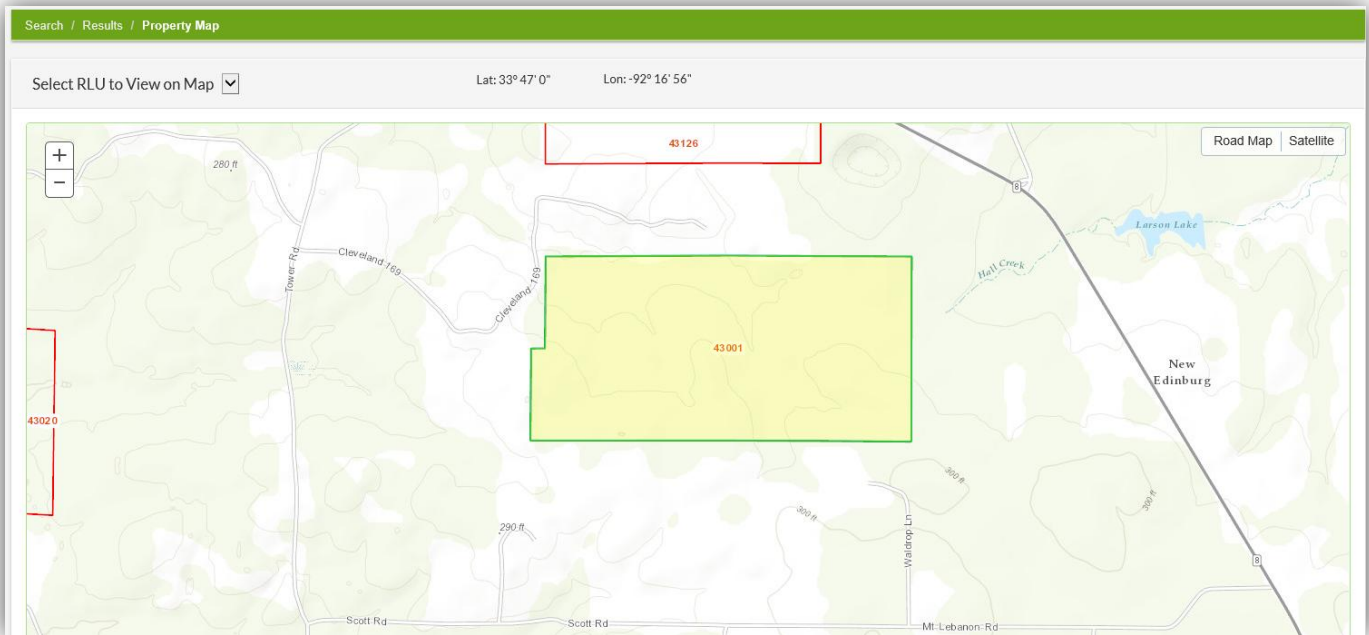 Search / Results / Property Map
Select RLU to View on Map
Lat: 33° 47' 0"
Lon: -92° 16' 56"
+
−
Road Map
Satellite
43126
280 ft
8
Larson Lake
Tower Rd
Cleveland 169
Hall Creek
Cleveland 169
43001
New
Edinburg
43020
300 ft
300 ft
300 ft
290 ft
Waldrop Ln
8
Scott Rd
Scott Rd
Mt Lebanon Rd